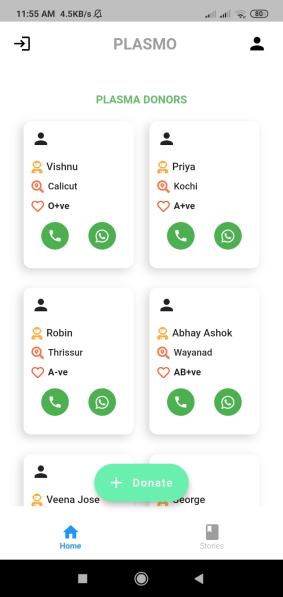 11:55 AM 4.5KB/s 80
PLASMO
PLASMA DONORS
Vishnu
Calicut
O+ve
Priya
Kochi
A+ve
Robin
Thrissur
A-ve
Abhay Ashok
Wayanad
AB+ve
Veena Jose
George
+ Donate
Home
Stories